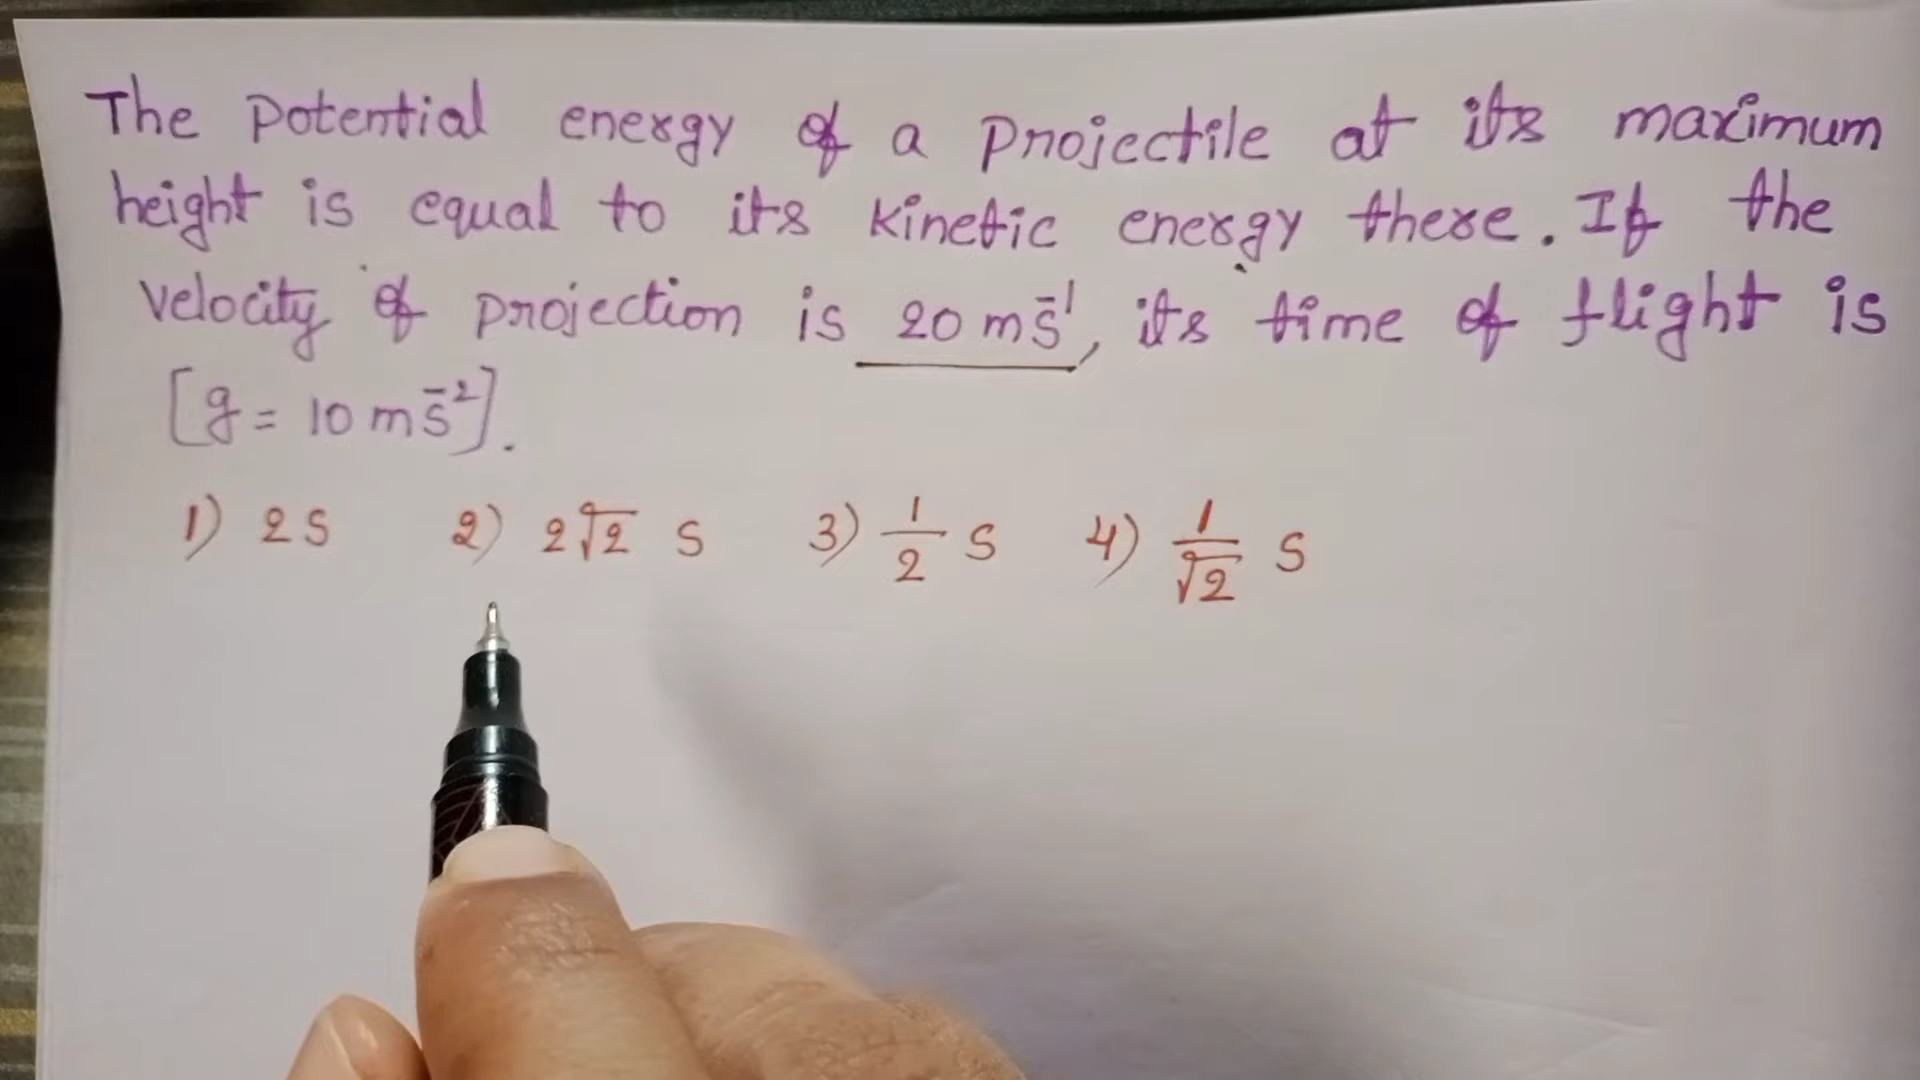 The Potential energy of a Projectile at its maximum
height is equal to its kinetic energy there. If the
velocity of projection is 20 ms⁻¹, its time of flight is
[g = 10 ms⁻²].
1) 2 s 2) 2√2 s 3) 1/2 s 4) 1/√2 s